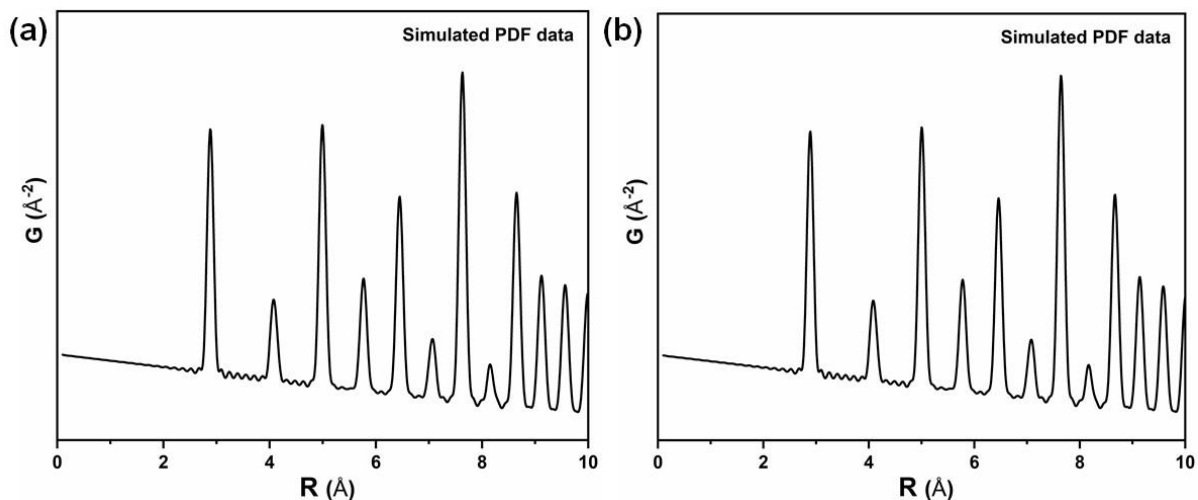 (a)
Simulated PDF data
G (Å⁻²)
0 2 4 6 8 10
R (Å)
(b)
Simulated PDF data
G (Å⁻²)
0 2 4 6 8 10
R (Å)